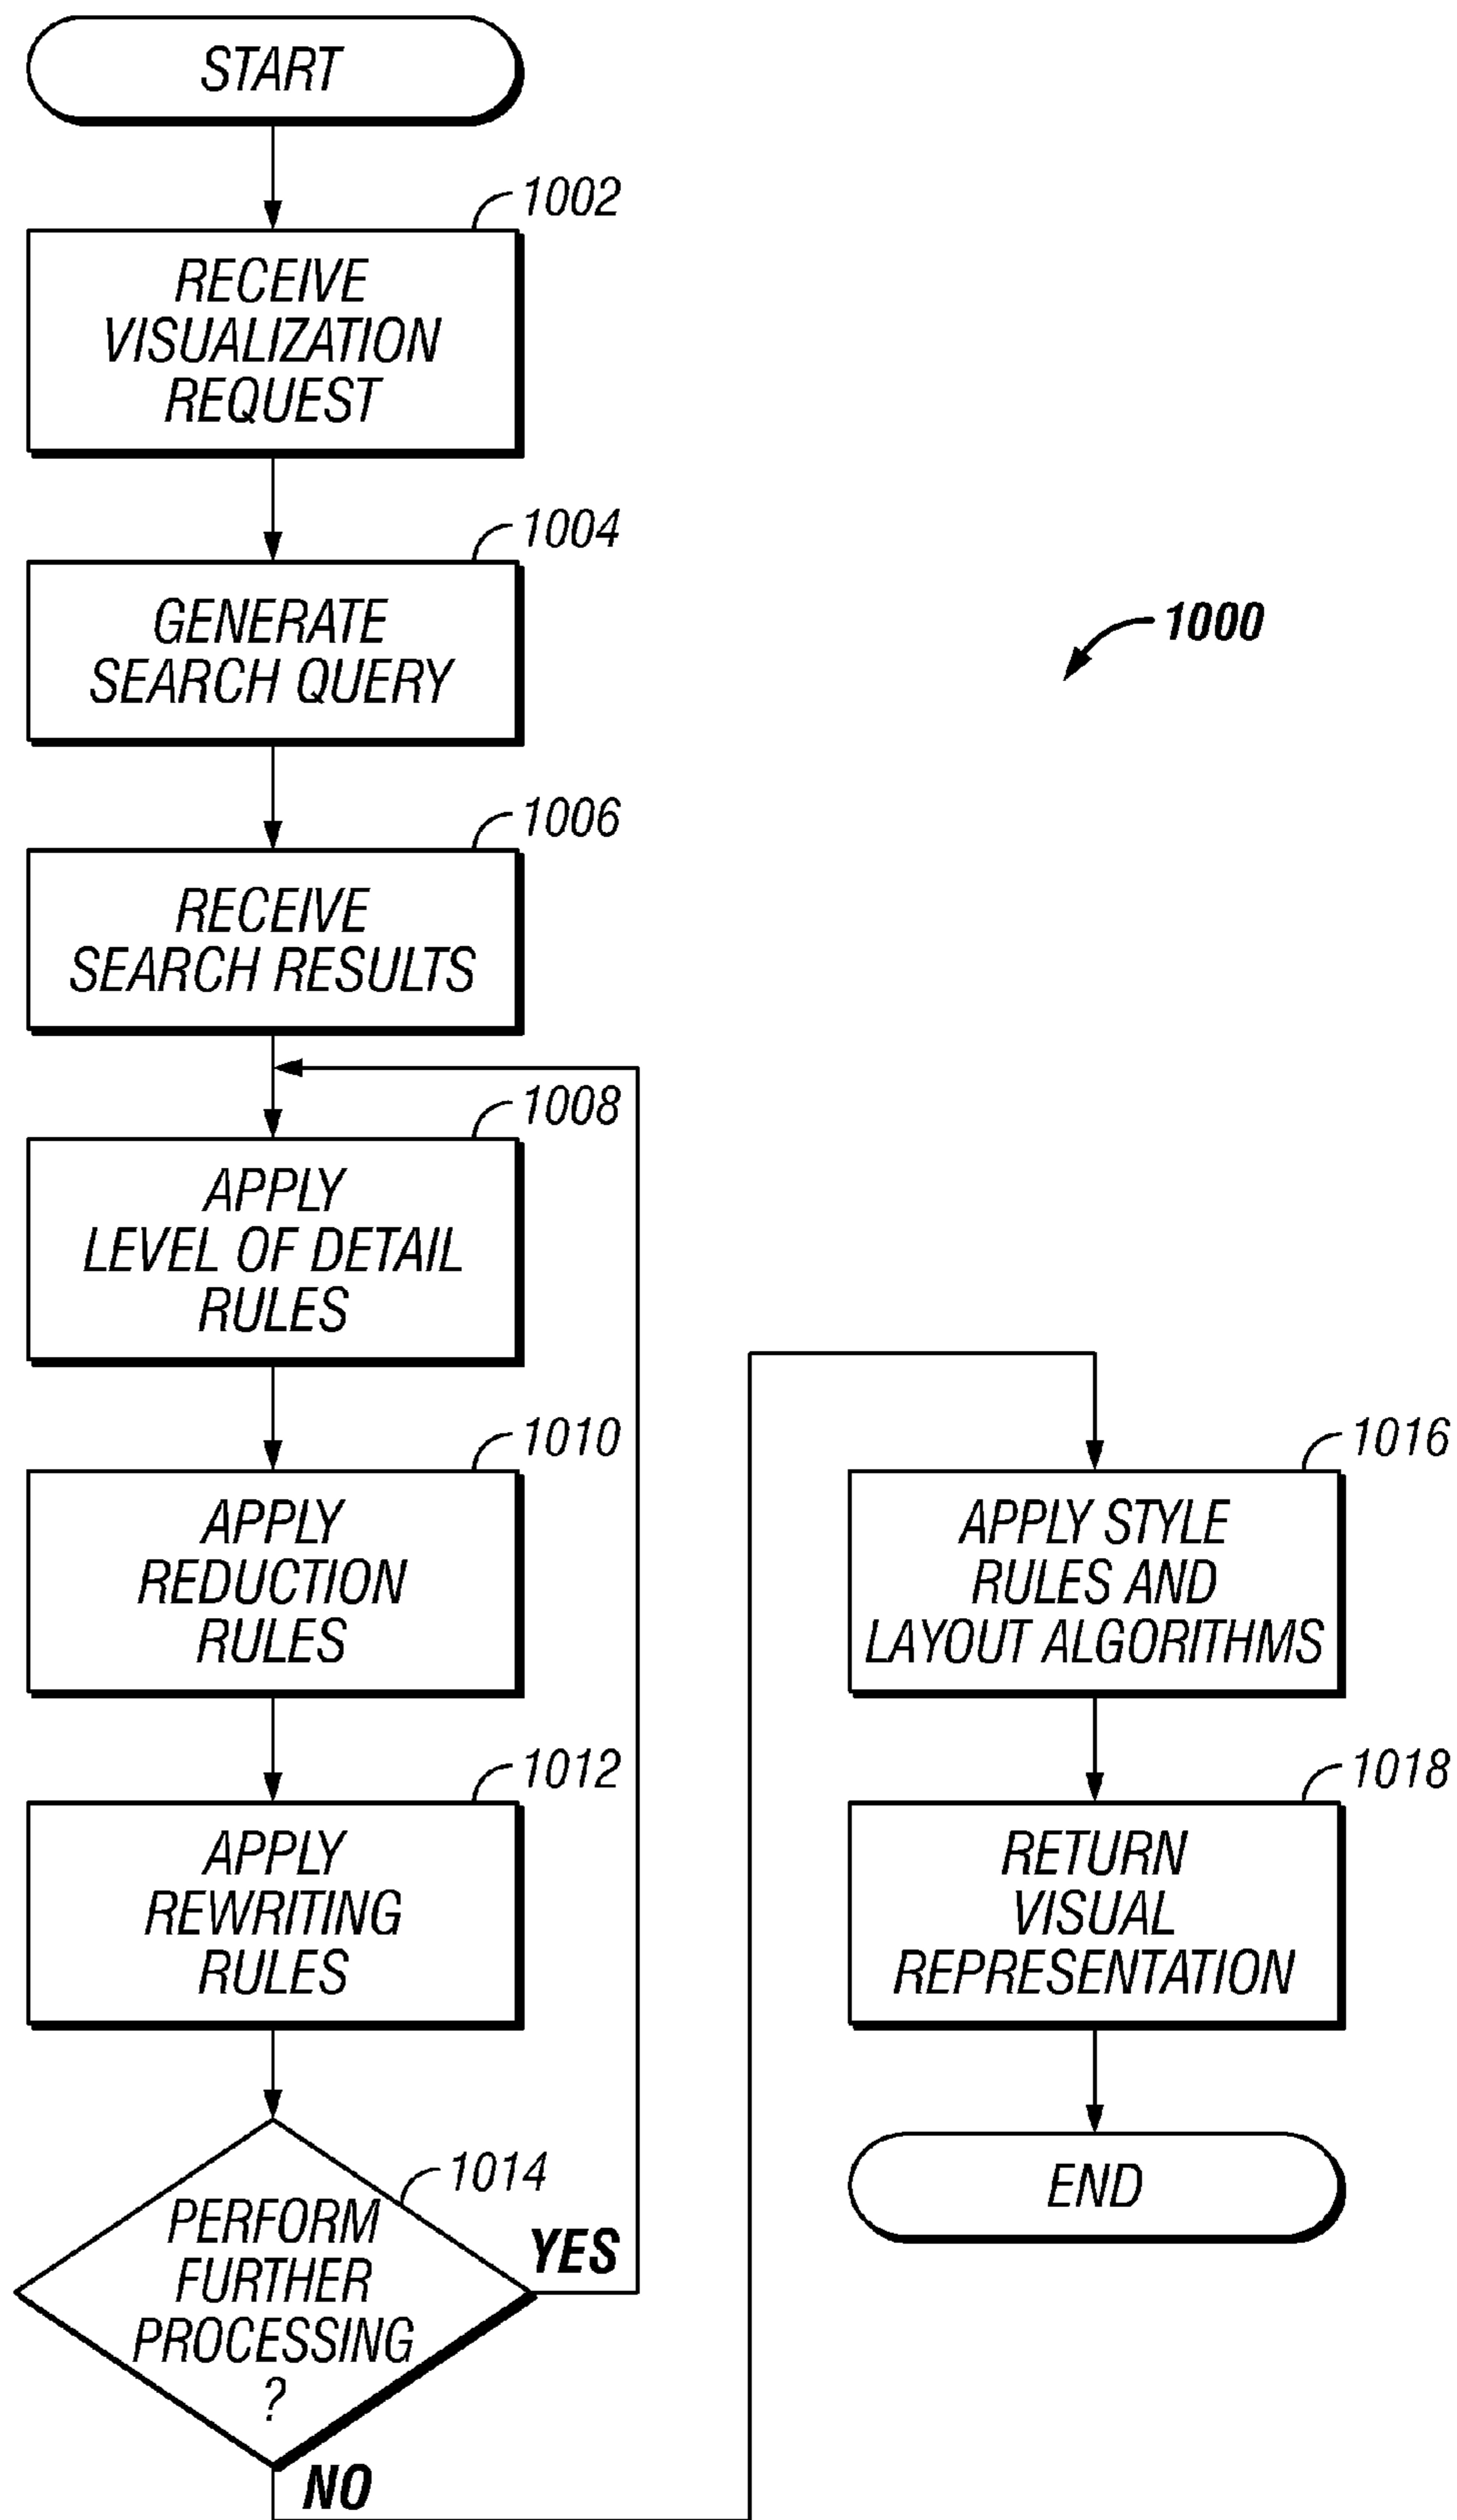 START
1002
RECEIVE
VISUALIZATION
REQUEST
1004
GENERATE
SEARCH QUERY
1000
1006
RECEIVE
SEARCH RESULTS
1008
APPLY
LEVEL OF DETAIL
RULES
1010
APPLY
REDUCTION
RULES
1012
APPLY
REWRITING
RULES
1014
PERFORM
FURTHER
PROCESSING
?
YES
NO
1016
APPLY STYLE
RULES AND
LAYOUT ALGORITHMS
1018
RETURN
VISUAL
REPRESENTATION
END